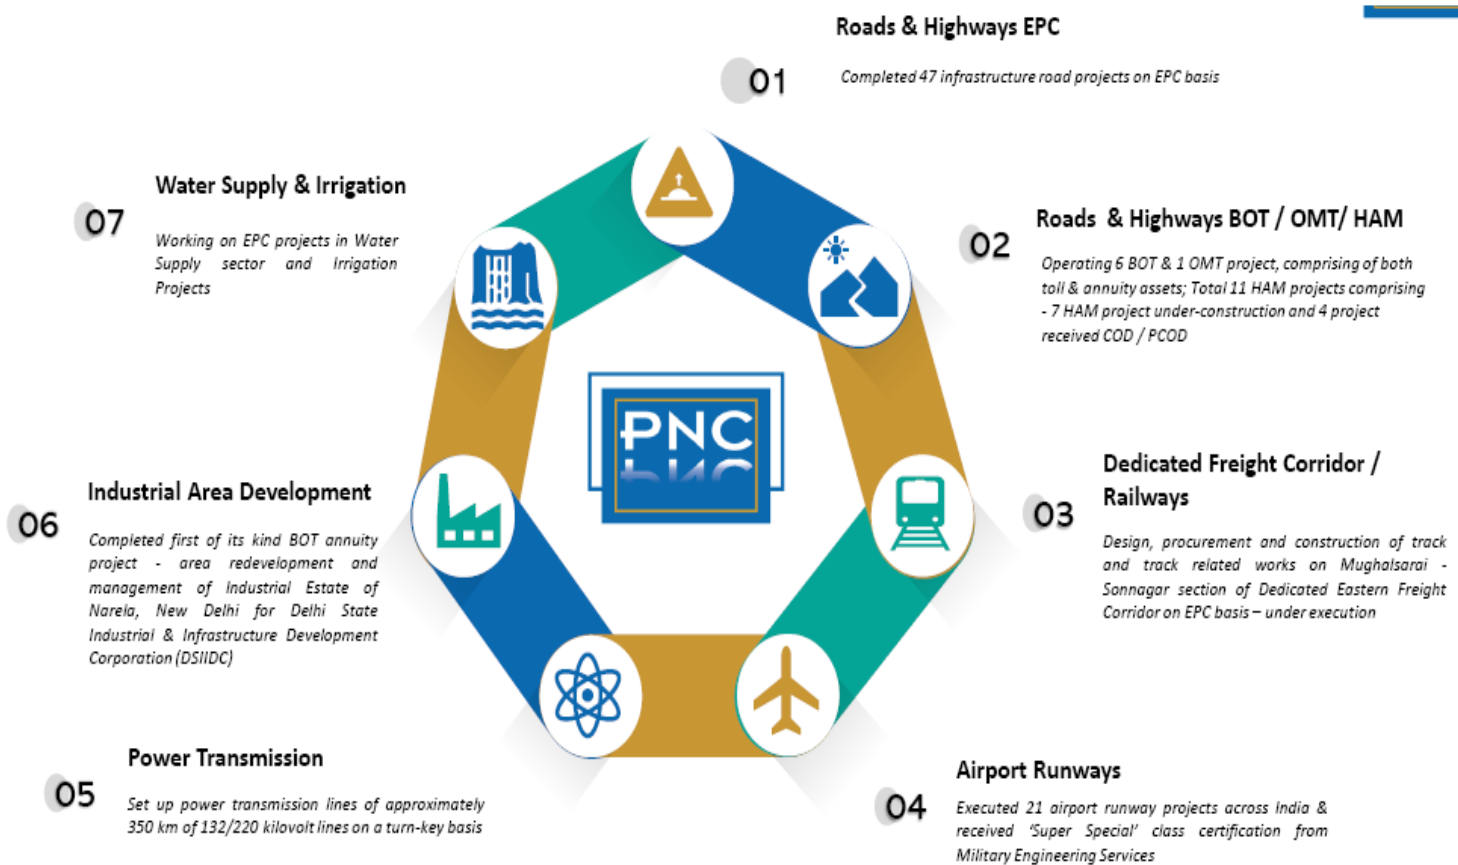 01
Roads & Highways EPC
Completed 47 infrastructure road projects on EPC basis
02
Roads & Highways BOT / OMT/ HAM
Operating 6 BOT & 1 OMT project, comprising of both
toll & annuity assets; Total 11 HAM projects comprising
- 7 HAM project under-construction and 4 project
received COD / PCOD
03
Dedicated Freight Corridor /
Railways
Design, procurement and construction of track
and track related works on Mughalsarai -
Sonnagar section of Dedicated Eastern Freight
Corridor on EPC basis – under execution
04
Airport Runways
Executed 21 airport runway projects across India &
received ‘Super Special’ class certification from
Military Engineering Services
05
Power Transmission
Set up power transmission lines of approximately
350 km of 132/220 kilovolt lines on a turn-key basis
06
Industrial Area Development
Completed first of its kind BOT annuity
project - area redevelopment and
management of Industrial Estate of
Narela, New Delhi for Delhi State
Industrial & Infrastructure Development
Corporation (DSIIDC)
07
Water Supply & Irrigation
Working on EPC projects in Water
Supply sector and Irrigation
Projects
PNC